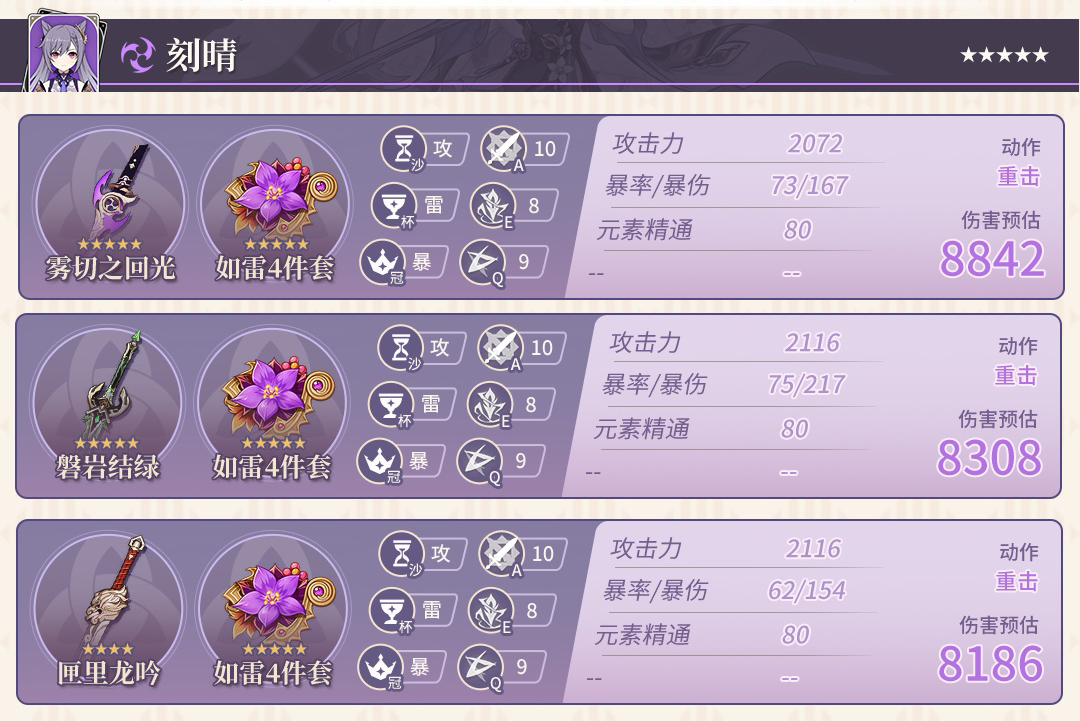 刻晴
★★★★★
沙 攻 A 10
杯 雷 E 8
冠 暴 Q 9
★★★★★
雾切之回光
★★★★★
如雷4件套
攻击力 2072
暴率/暴伤 73/167
元素精通 80
-- --
动作
重击
伤害预估
8842
沙 攻 A 10
杯 雷 E 8
冠 暴 Q 9
★★★★★
磐岩结绿
★★★★★
如雷4件套
攻击力 2116
暴率/暴伤 75/217
元素精通 80
-- --
动作
重击
伤害预估
8308
沙 攻 A 10
杯 雷 E 8
冠 暴 Q 9
★★★★
匣里龙吟
★★★★★
如雷4件套
攻击力 2116
暴率/暴伤 62/154
元素精通 80
-- --
动作
重击
伤害预估
8186